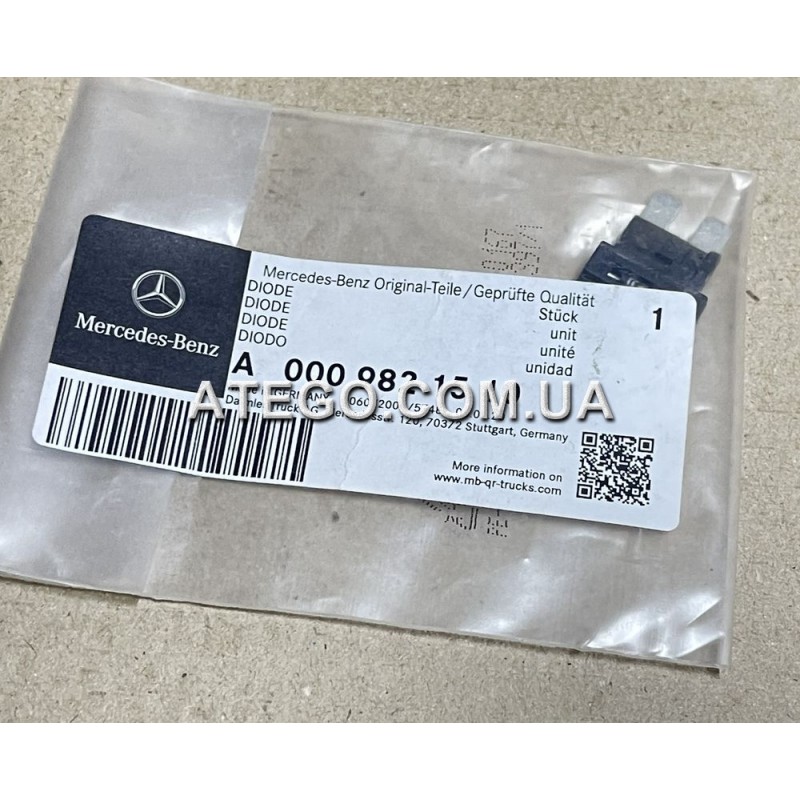 Mercedes-Benz
Mercedes-Benz Original-Teile/Geprüfte Qualität
DIODE
DIODE
DIODE
DIODO
Stück
unit
unité
unidad
1
A 000 982 15
ATEGO.COM.UA
120, 70372 Stuttgart, Germany
More information on
www.mb-qr-trucks.com